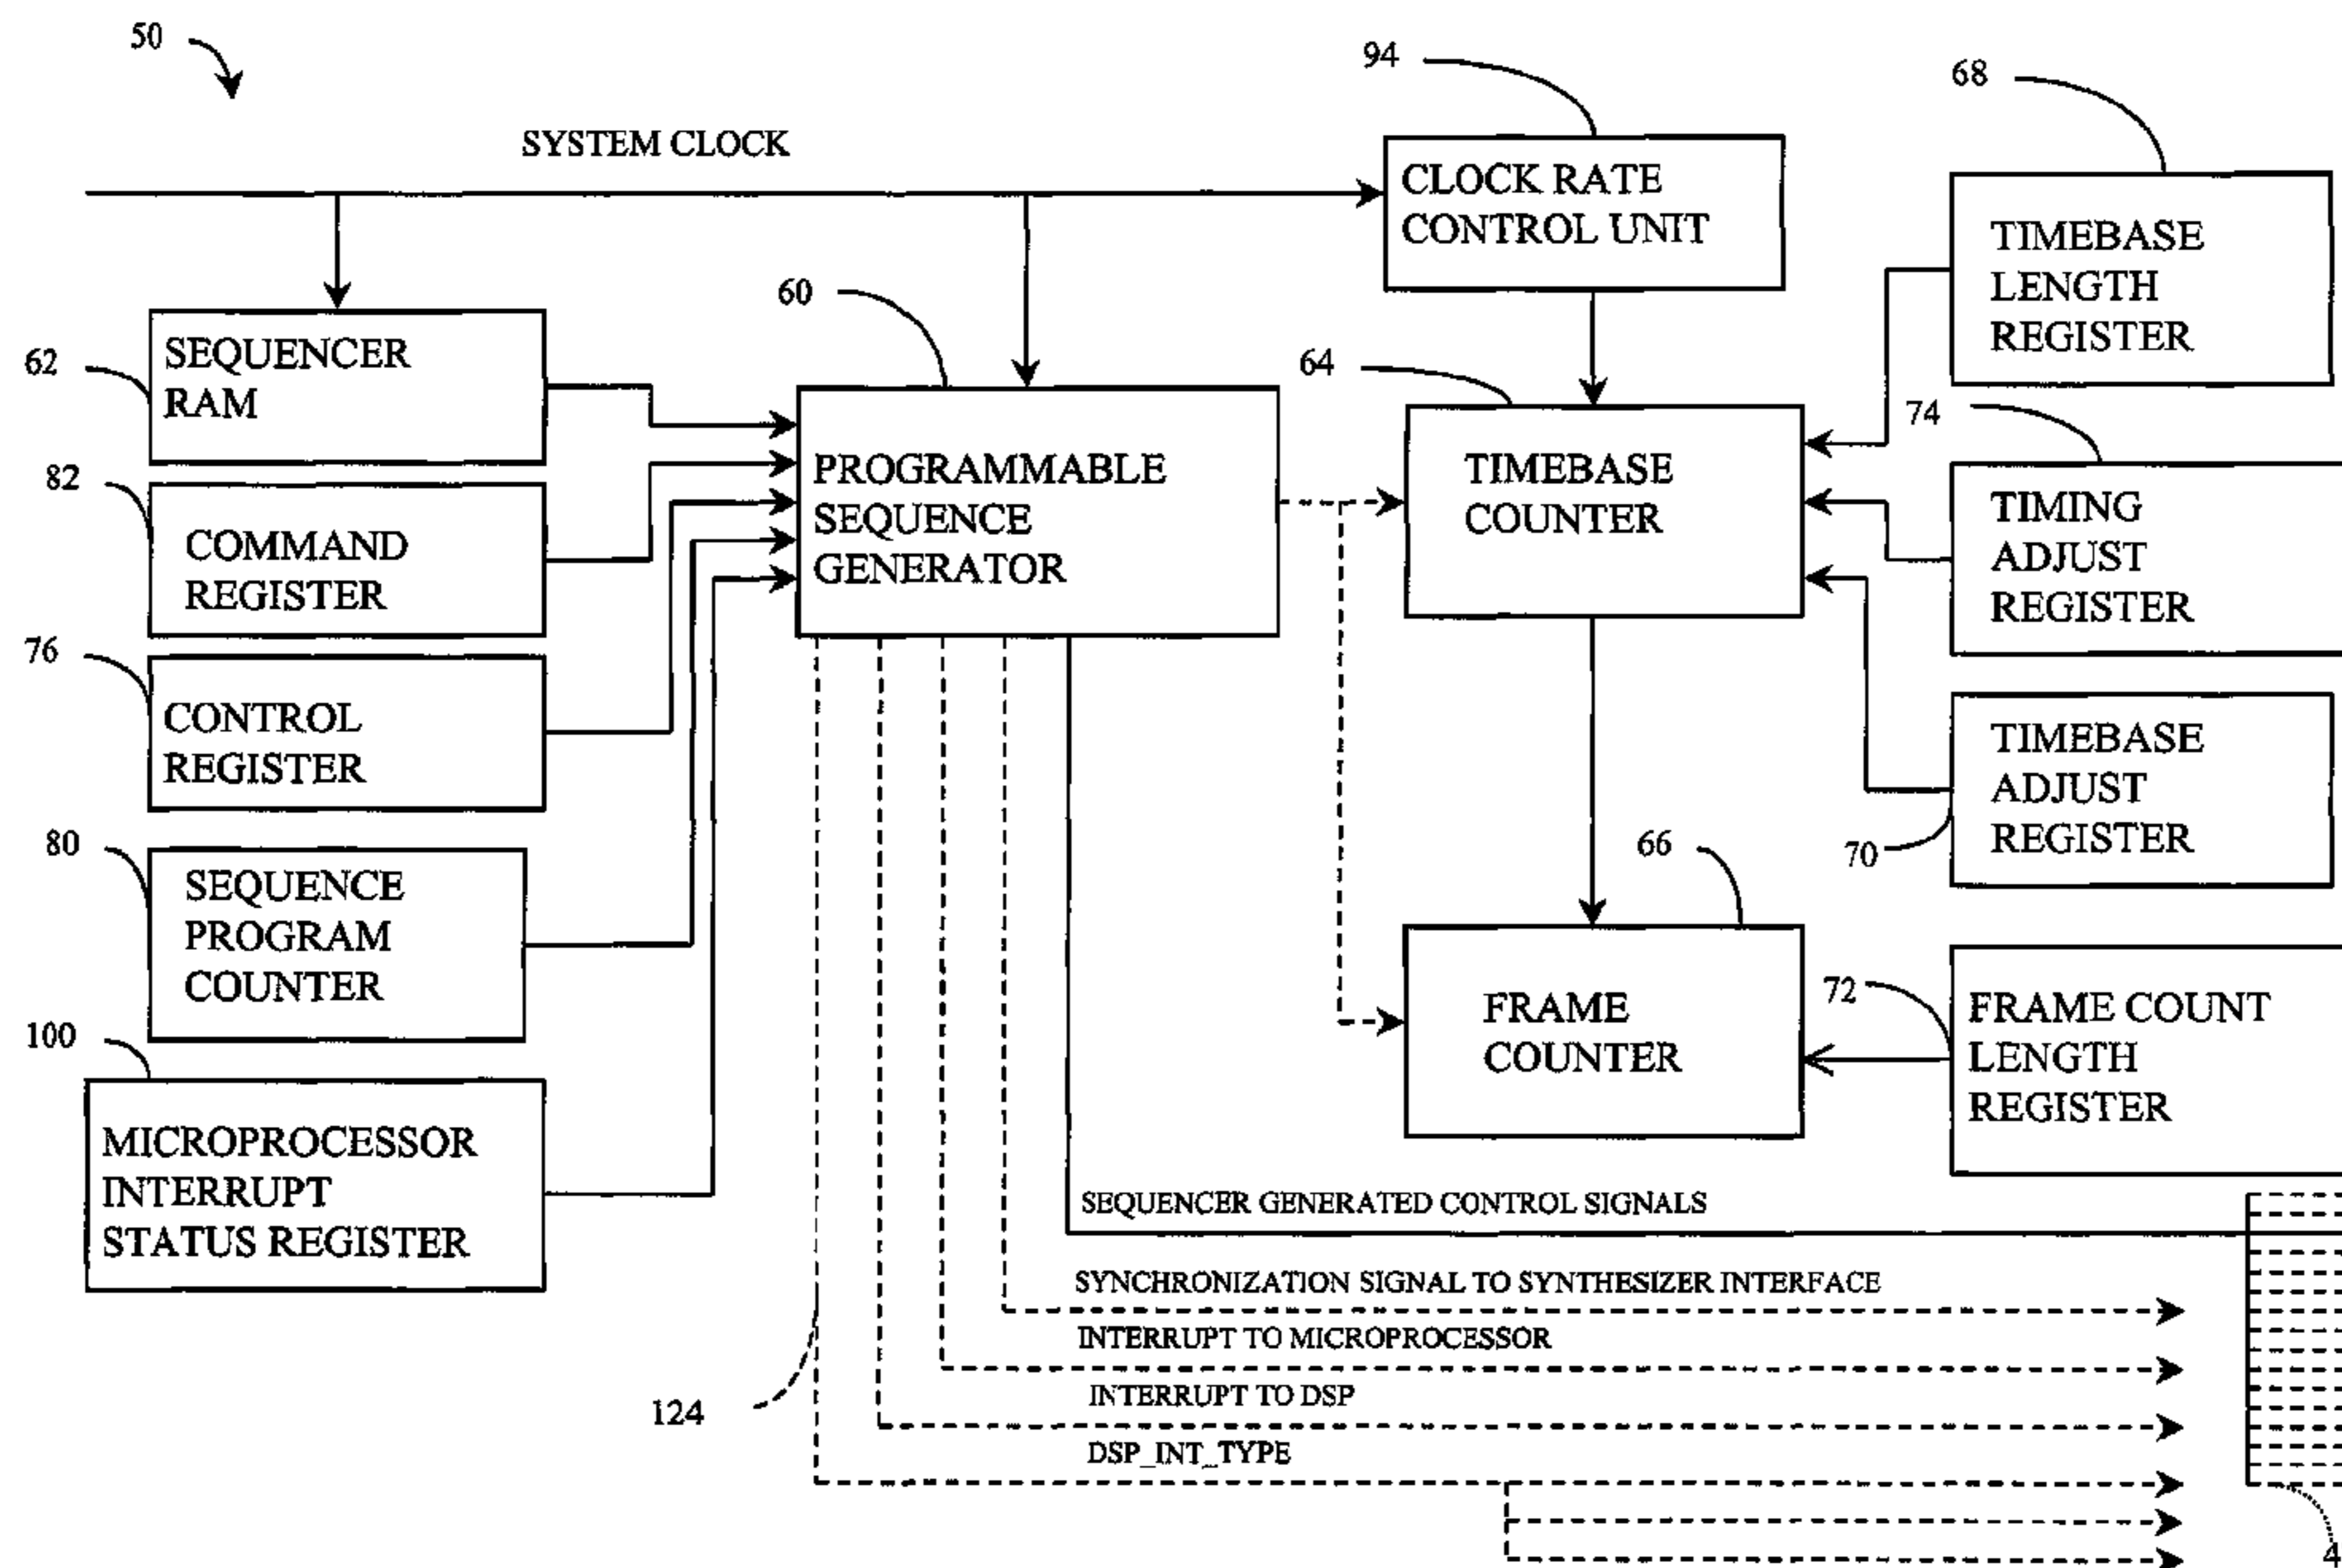 50
94
68
SYSTEM CLOCK
CLOCK RATE
CONTROL UNIT
TIMEBASE
LENGTH
REGISTER
60
64
62
SEQUENCER
RAM
74
82
COMMAND
REGISTER
PROGRAMMABLE
SEQUENCE
GENERATOR
TIMEBASE
COUNTER
TIMING
ADJUST
REGISTER
76
CONTROL
REGISTER
TIMEBASE
ADJUST
REGISTER
70
80
SEQUENCE
PROGRAM
COUNTER
66
72
FRAME
COUNTER
FRAME COUNT
LENGTH
REGISTER
100
MICROPROCESSOR
INTERRUPT
STATUS REGISTER
SEQUENCER GENERATED CONTROL SIGNALS
SYNCHRONIZATION SIGNAL TO SYNTHESIZER INTERFACE
INTERRUPT TO MICROPROCESSOR
INTERRUPT TO DSP
DSP_INT_TYPE
124